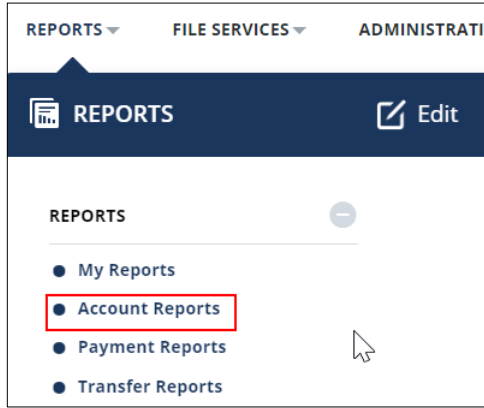 REPORTS FILE SERVICES ADMINISTRATI
REPORTS Edit
REPORTS
My Reports
Account Reports
Payment Reports
Transfer Reports